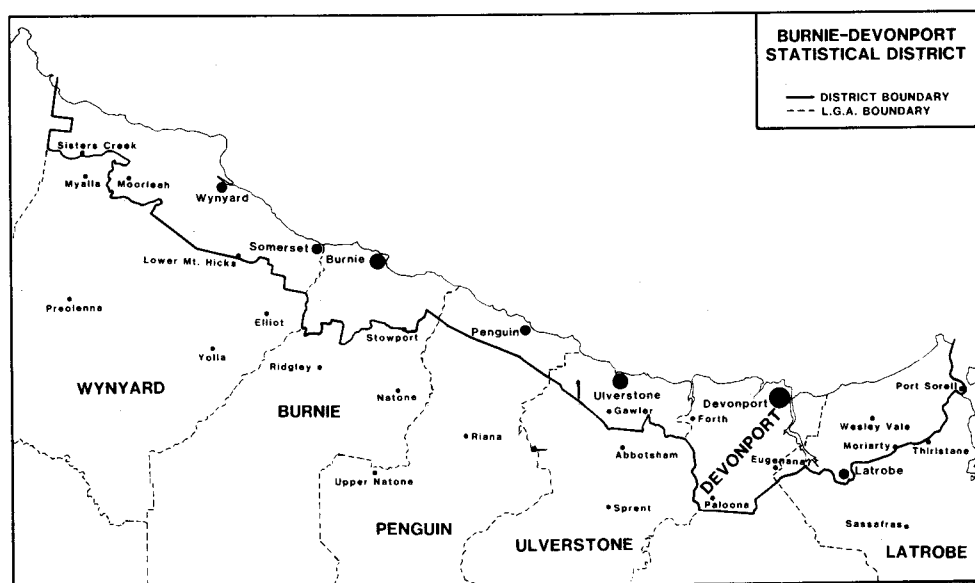 BURNIE-DEVONPORT
STATISTICAL DISTRICT
DISTRICT BOUNDARY
L.G.A. BOUNDARY
Sisters Creek
Myalla
Moorleah
Wynyard
Somerset
Burnie
Lower Mt. Hicks
Preolenna
Elliot
Stowport
Penguin
Yolla
Ridgley
WYNYARD
BURNIE
Natone
Ulverstone
Gawler
Devonport
Forth
Port Sorell
Wesley Vale
Moriarty
Thirlstane
Riana
Abbotsham
DEVONPORT
Eugenana
Latrobe
Upper Natone
Paloona
Sprent
PENGUIN
ULVERSTONE
Sassafras
LATROBE